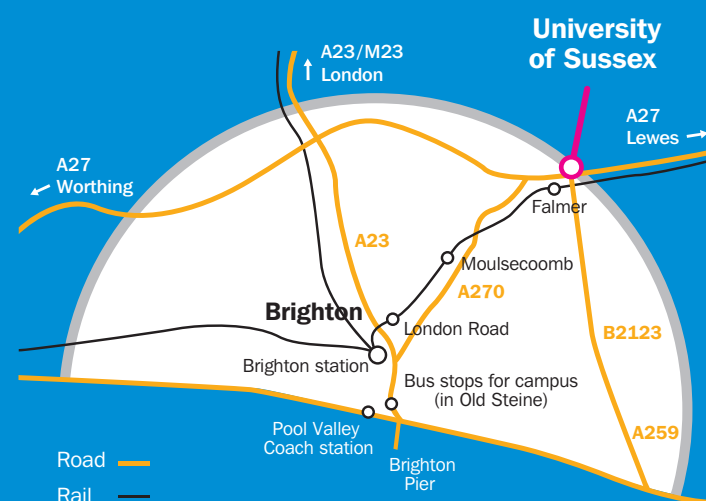 University
of Sussex
A23/M23
London
A27
Lewes
A27
Worthing
Falmer
A23
Moulsecoomb
A270
Brighton
London Road
B2123
Brighton station
Bus stops for campus
(in Old Steine)
Pool Valley
Coach station
A259
Brighton
Pier
Road
Rail